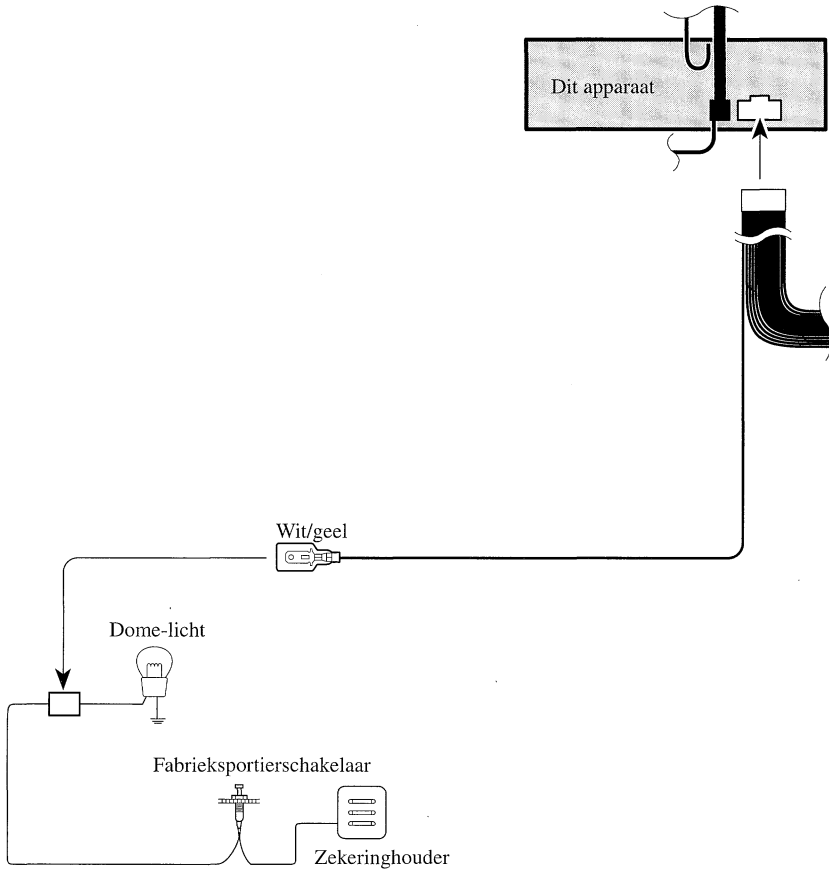 Dit apparaat
Wit/geel
Dome-licht
Fabrieksportierschakelaar
Zekeringhouder